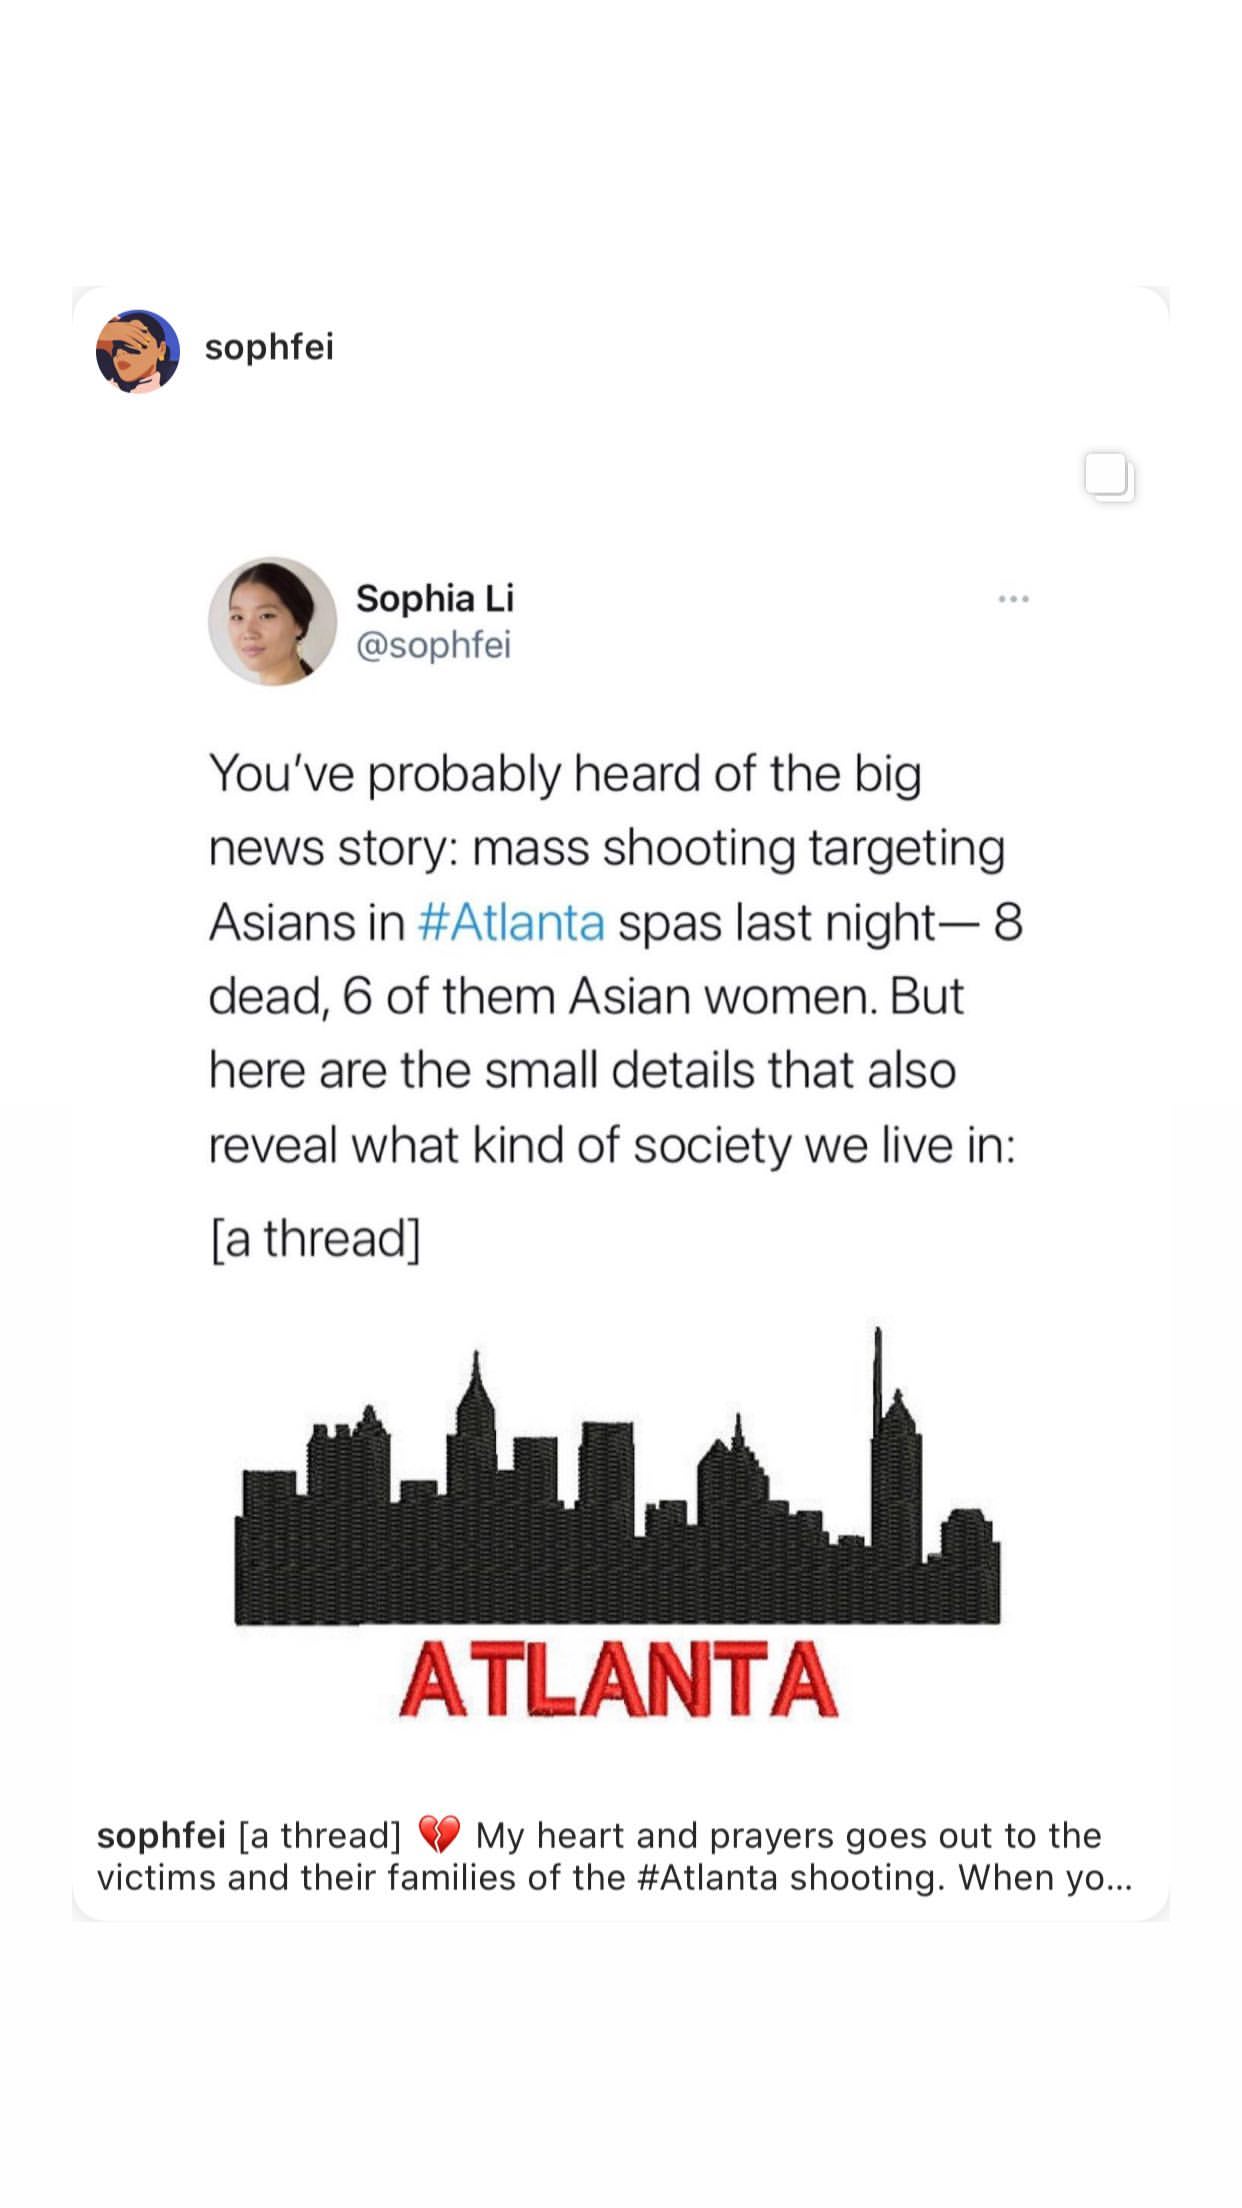 sophfei
Sophia Li
@sophfei
You've probably heard of the big
news story: mass shooting targeting
Asians in #Atlanta spas last night— 8
dead, 6 of them Asian women. But
here are the small details that also
reveal what kind of society we live in:
[a thread]
ATLANTA
sophfei [a thread] 💔 My heart and prayers goes out to the
victims and their families of the #Atlanta shooting. When yo...